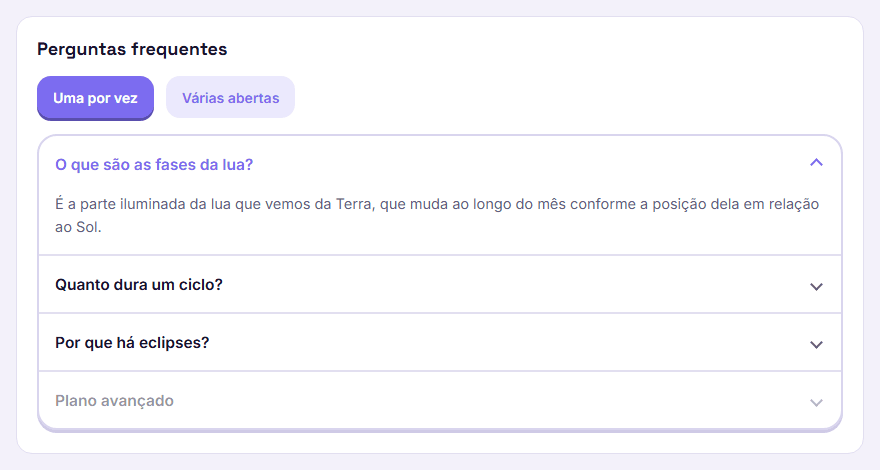 Perguntas frequentes
Uma por vez
Várias abertas
O que são as fases da lua?
É a parte iluminada da lua que vemos da Terra, que muda ao longo do mês conforme a posição dela em relação
ao Sol.
Quanto dura um ciclo?
Por que há eclipses?
Plano avançado